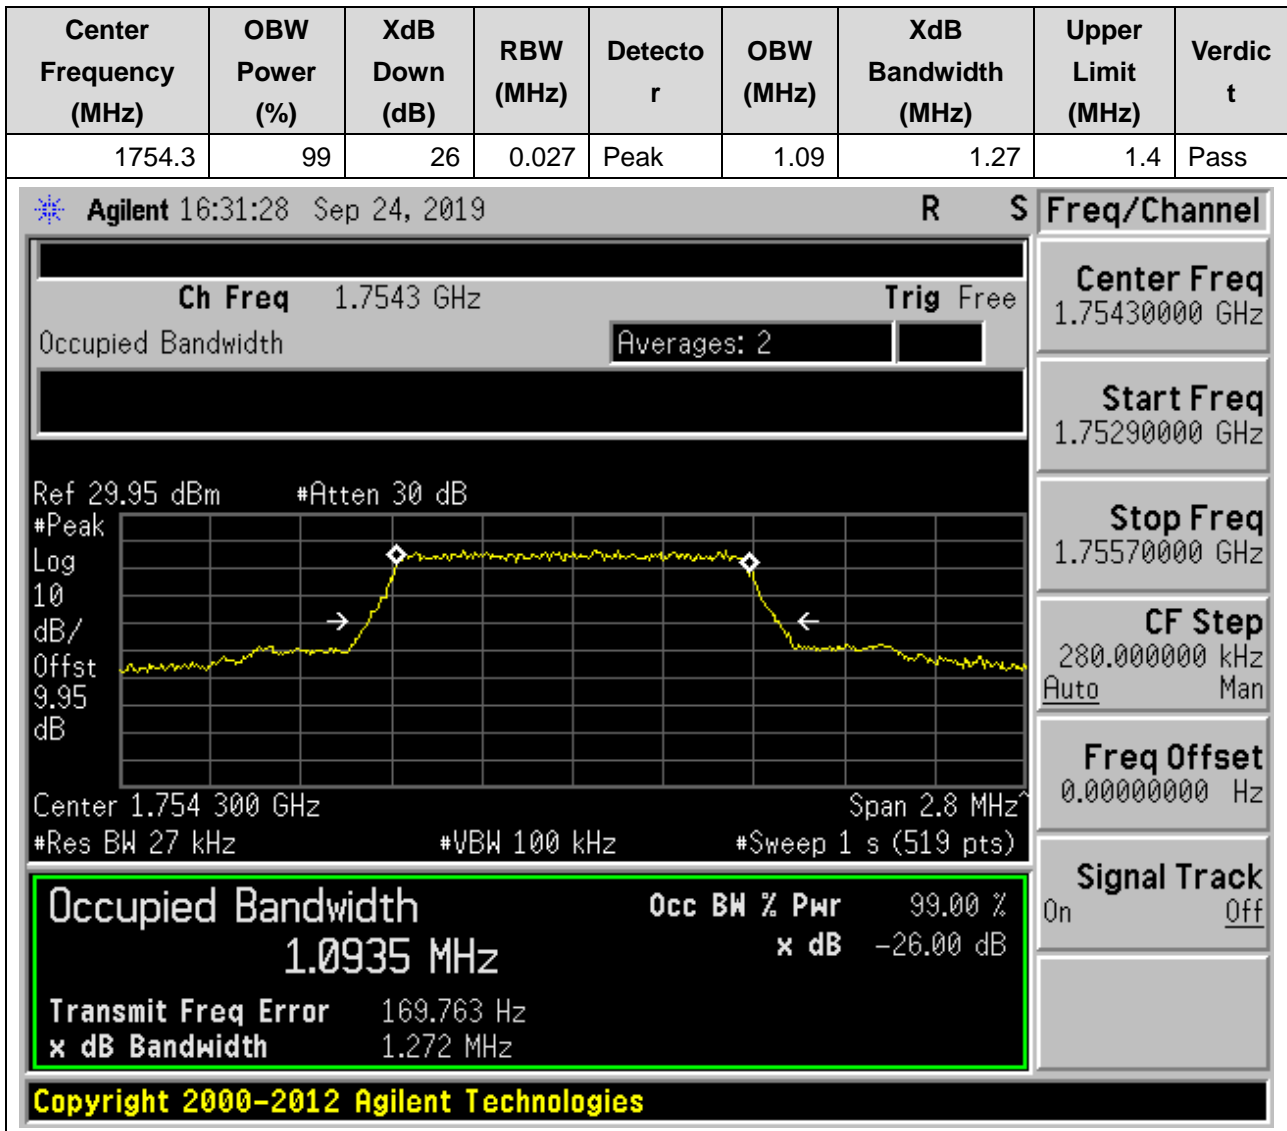 Center Frequency (MHz) OBW Power (%) XdB Down (dB) RBW (MHz) Detector OBW (MHz) XdB Bandwidth (MHz) Upper Limit (MHz) Verdict
1754.3 99 26 0.027 Peak 1.09 1.27 1.4 Pass
Agilent 16:31:28 Sep 24, 2019 R S Freq/Channel
Ch Freq 1.7543 GHz Trig Free
Occupied Bandwidth Averages: 2
Center Freq
1.75430000 GHz
Start Freq
1.75290000 GHz
Stop Freq
1.75570000 GHz
CF Step
280.000000 kHz
Auto Man
Freq Offset
0.00000000 Hz
Signal Track
On Off
Ref 29.95 dBm #Atten 30 dB
#Peak
Log
10
dB/
Offst
9.95
dB
Center 1.754 300 GHz Span 2.8 MHz^
#Res BW 27 kHz #VBW 100 kHz #Sweep 1 s (519 pts)
Occupied Bandwidth Occ BW % Pwr 99.00 %
1.0935 MHz x dB -26.00 dB
Transmit Freq Error 169.763 Hz
x dB Bandwidth 1.272 MHz
Copyright 2000-2012 Agilent Technologies